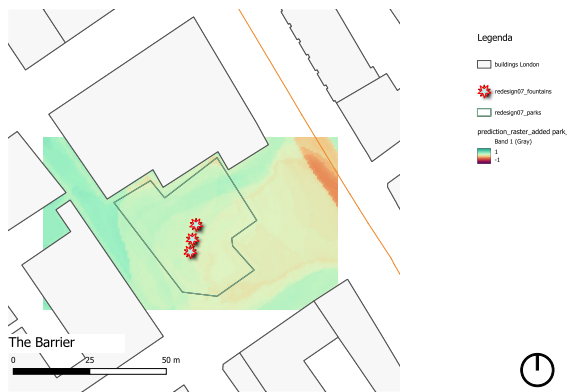 Legenda
buildings London
redesign07_fountains
redesign07_parks
prediction_raster_added park_
Band 1 (Gray)
1
-1
The Barrier
0 25 50 m